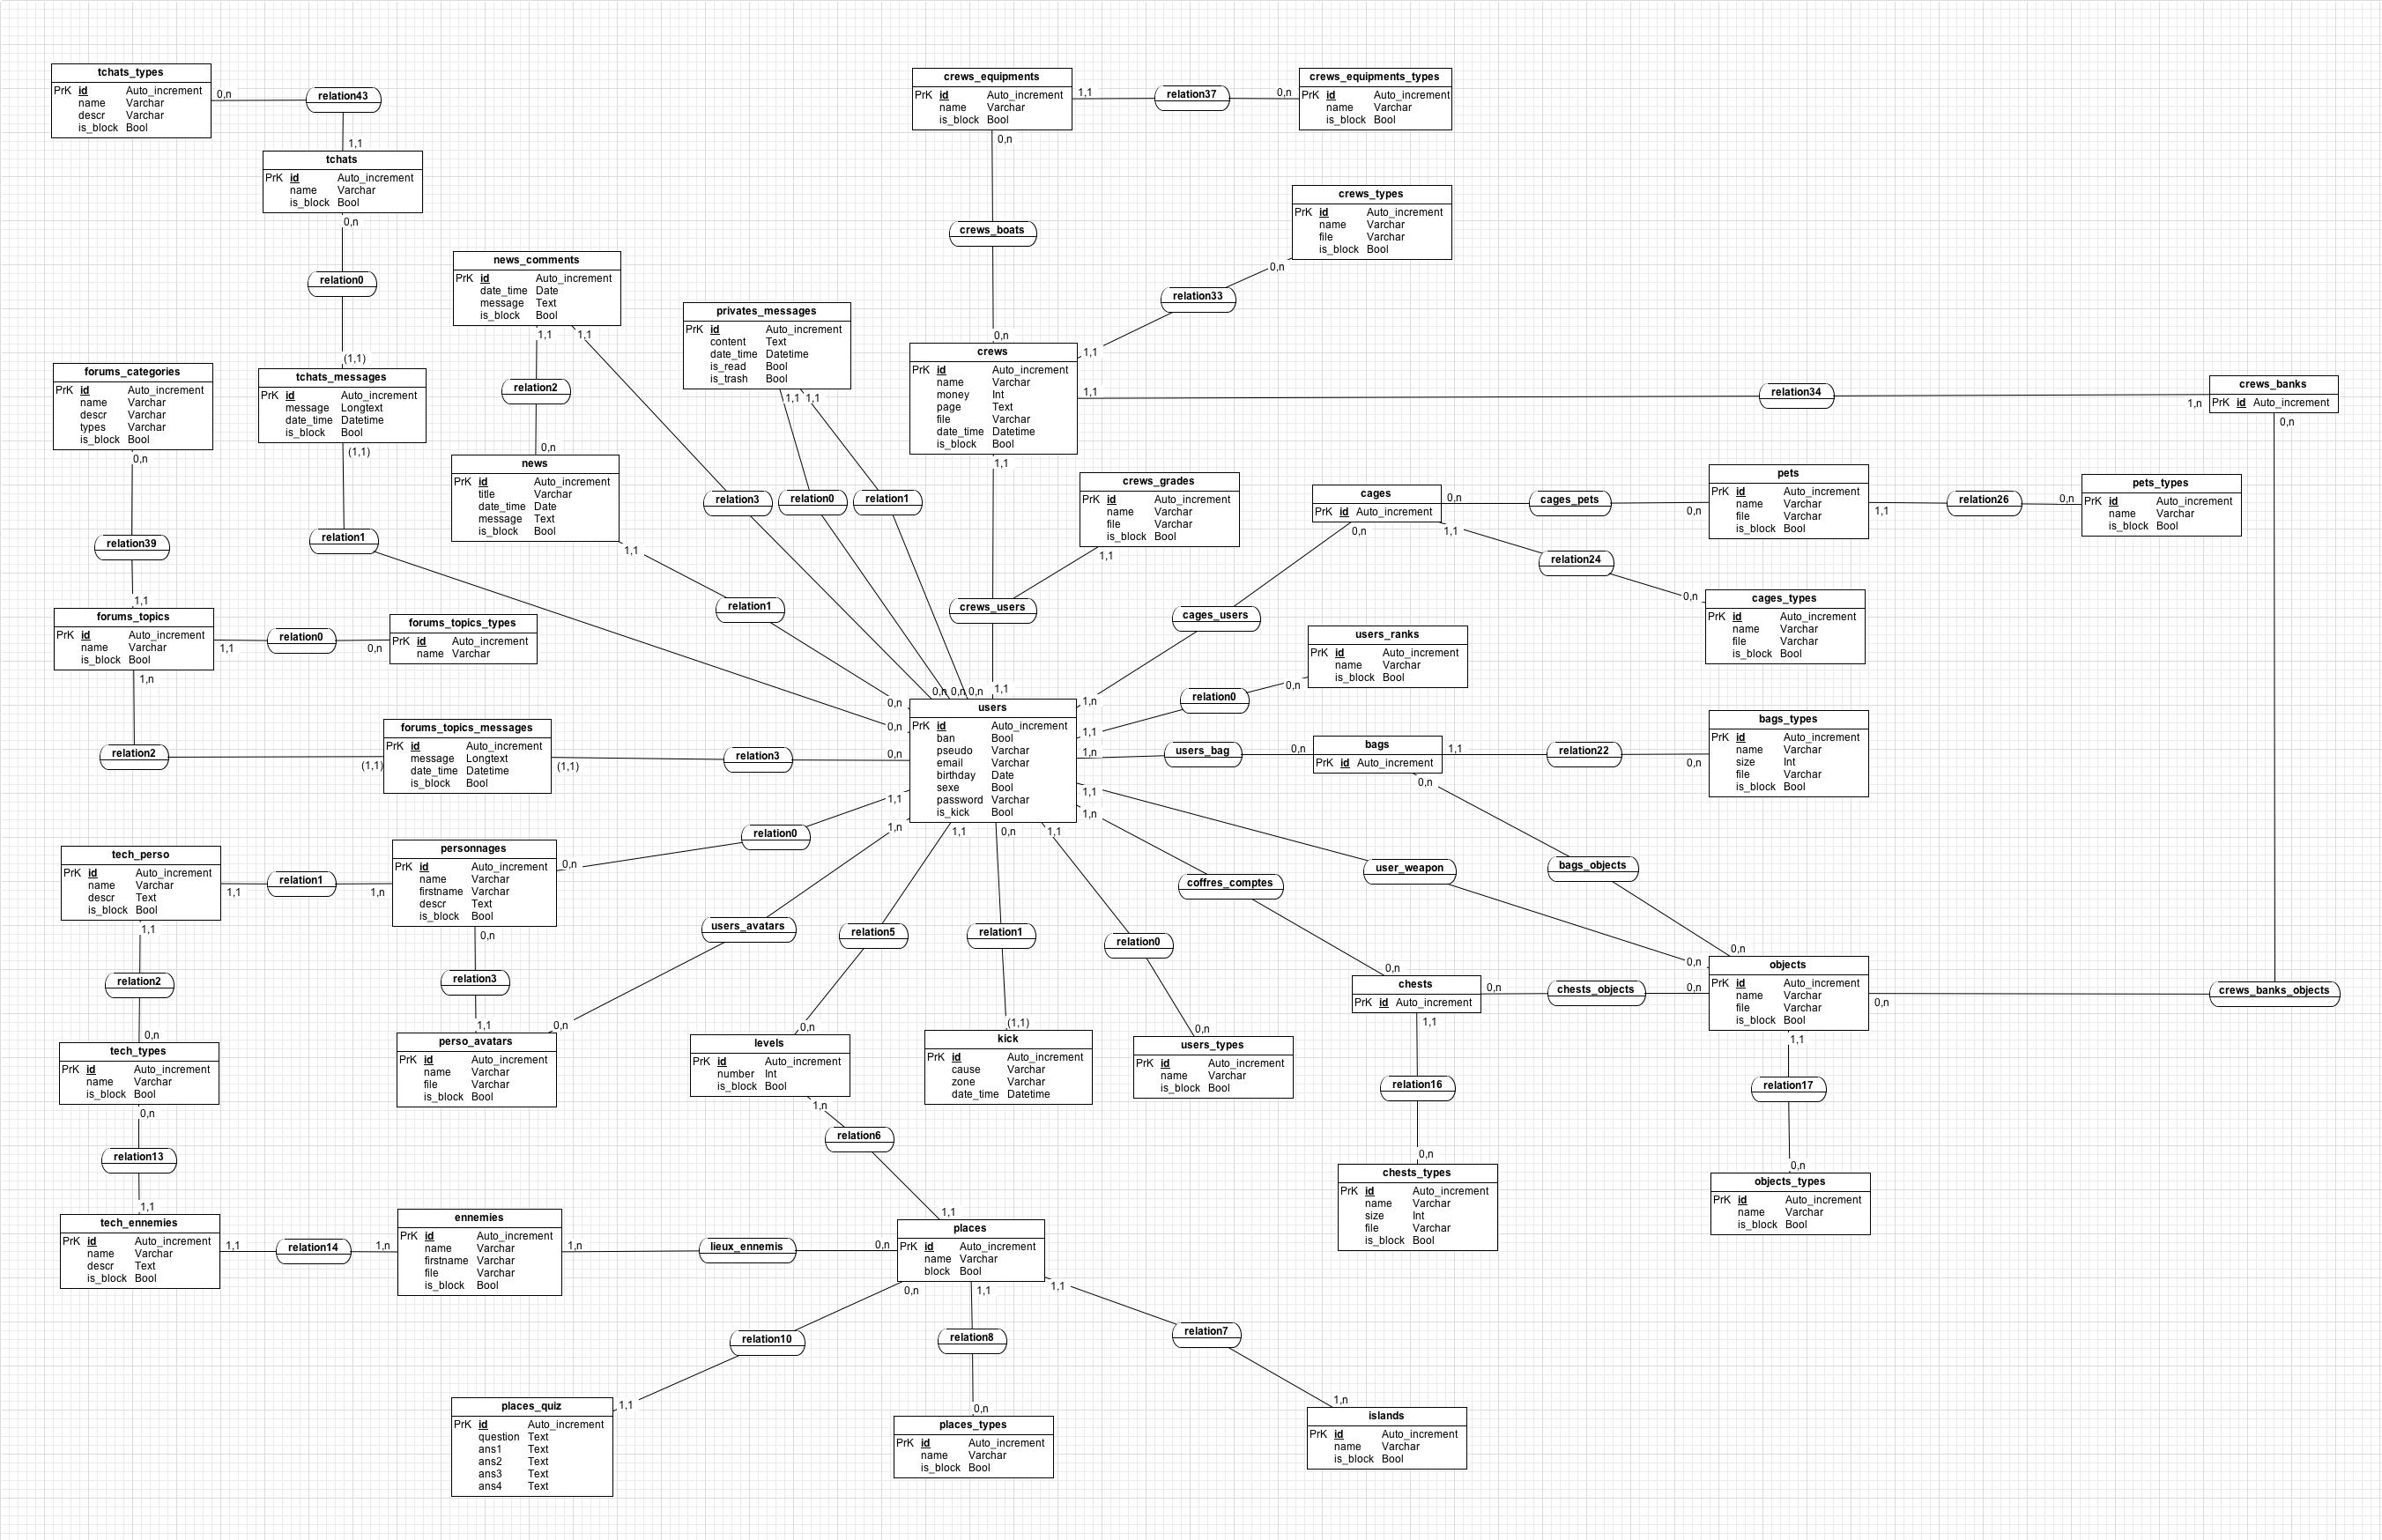 tchats_types
PrK id Auto_increment
name Varchar
descr Varchar
is_block Bool
0,n
relation43
1,1
tchats
PrK id Auto_increment
name Varchar
is_block Bool
0,n
relation0
(1,1)
tchats_messages
PrK id Auto_increment
message Longtext
date_time Datetime
is_block Bool
(1,1)
relation1
0,n
forums_categories
PrK id Auto_increment
name Varchar
descr Varchar
types Varchar
is_block Bool
0,n
relation39
1,1
forums_topics
PrK id Auto_increment
name Varchar
is_block Bool
1,1
relation0
0,n
forums_topics_types
PrK id Auto_increment
name Varchar
1,n
relation2
(1,1)
forums_topics_messages
PrK id Auto_increment
message Longtext
date_time Datetime
is_block Bool
(1,1)
relation3
0,n
news_comments
PrK id Auto_increment
date_time Date
message Text
is_block Bool
1,1
1,1
relation2
0,n
news
PrK id Auto_increment
title Varchar
date_time Date
message Text
is_block Bool
1,1
relation1
0,n
privates_messages
PrK id Auto_increment
content Text
date_time Datetime
is_read Bool
is_trash Bool
1,1 1,1
relation3
relation0
relation1
0,n 0,n 0,n
crews_equipments
PrK id Auto_increment
name Varchar
is_block Bool
1,1
relation37
0,n
crews_equipments_types
PrK id Auto_increment
name Varchar
is_block Bool
0,n
crews_boats
0,n
crews_types
PrK id Auto_increment
name Varchar
file Varchar
is_block Bool
0,n
relation33
1,1
crews
PrK id Auto_increment
name Varchar
money Int
page Text
file Varchar
date_time Datetime
is_block Bool
1,1
relation34
1,n
crews_banks
PrK id Auto_increment
0,n
1,1
crews_grades
PrK id Auto_increment
name Varchar
file Varchar
is_block Bool
1,1
crews_users
1,1
cages
PrK id Auto_increment
0,n
cages_pets
0,n
pets
PrK id Auto_increment
name Varchar
file Varchar
is_block Bool
1,1
relation26
0,n
pets_types
PrK id Auto_increment
name Varchar
is_block Bool
0,n
1,1
relation24
0,n
cages_types
PrK id Auto_increment
name Varchar
file Varchar
is_block Bool
cages_users
1,n
users_ranks
PrK id Auto_increment
name Varchar
is_block Bool
0,n
relation0
1,1
users
PrK id Auto_increment
ban Bool
pseudo Varchar
email Varchar
birthday Date
sexe Bool
password Varchar
is_kick Bool
1,n
users_bag
0,n
bags
PrK id Auto_increment
1,1
relation22
0,n
bags_types
PrK id Auto_increment
name Varchar
size Int
file Varchar
is_block Bool
0,n
bags_objects
0,n
1,1
user_weapon
0,n
1,n
coffres_comptes
0,n
chests
PrK id Auto_increment
0,n
chests_objects
0,n
objects
PrK id Auto_increment
name Varchar
file Varchar
is_block Bool
0,n
crews_banks_objects
1,1
relation16
0,n
chests_types
PrK id Auto_increment
name Varchar
size Int
file Varchar
is_block Bool
1,1
relation17
0,n
objects_types
PrK id Auto_increment
name Varchar
is_block Bool
1,1
relation0
0,n
personnages
PrK id Auto_increment
name Varchar
firstname Varchar
descr Text
is_block Bool
1,n
relation1
1,1
tech_perso
PrK id Auto_increment
name Varchar
descr Text
is_block Bool
1,1
relation2
0,n
tech_types
PrK id Auto_increment
name Varchar
is_block Bool
0,n
relation13
1,1
tech_ennemies
PrK id Auto_increment
name Varchar
descr Text
is_block Bool
1,1
relation14
1,n
ennemies
PrK id Auto_increment
name Varchar
firstname Varchar
file Varchar
is_block Bool
1,n
lieux_ennemis
0,n
0,n
relation3
1,1
perso_avatars
PrK id Auto_increment
name Varchar
file Varchar
is_block Bool
0,n
users_avatars
1,n
1,1
relation5
0,n
levels
PrK id Auto_increment
number Int
is_block Bool
1,n
relation6
1,1
0,n
relation1
(1,1)
kick
PrK id Auto_increment
cause Varchar
zone Varchar
date_time Datetime
1,1
relation0
0,n
users_types
PrK id Auto_increment
name Varchar
is_block Bool
places
PrK id Auto_increment
name Varchar
block Bool
0,n
relation10
1,1
places_quiz
PrK id Auto_increment
question Text
ans1 Text
ans2 Text
ans3 Text
ans4 Text
1,1
relation8
0,n
places_types
PrK id Auto_increment
name Varchar
is_block Bool
1,1
relation7
1,n
islands
PrK id Auto_increment
name Varchar
is_block Bool